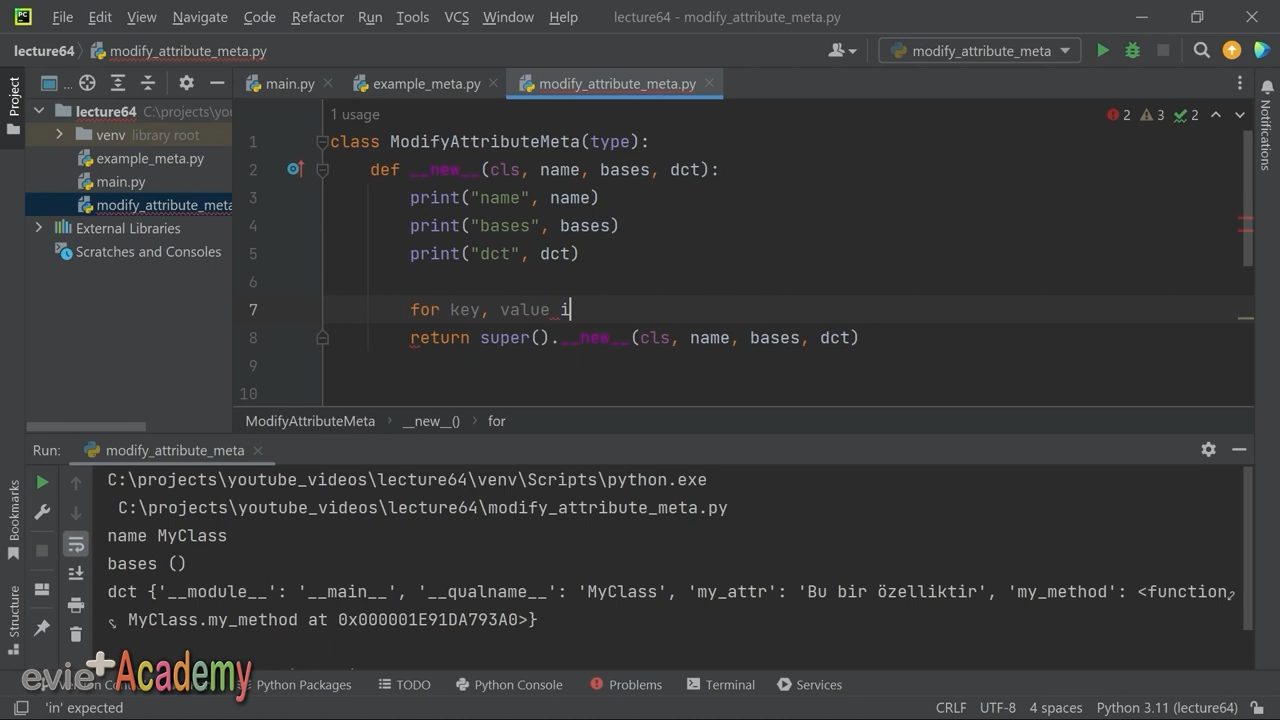 File Edit View Navigate Code Refactor Run Tools VCS Window Help lecture64 - modify_attribute_meta.py
lecture64 modify_attribute_meta.py modify_attribute_meta
Project ... main.py example_meta.py modify_attribute_meta.py
lecture64 C:\projects\you
venv library root
example_meta.py
main.py
modify_attribute_meta
External Libraries
Scratches and Consoles
1 usage
2 3 2
1 class ModifyAttributeMeta(type):
2 def __new__(cls, name, bases, dct):
3 print("name", name)
4 print("bases", bases)
5 print("dct", dct)
6
7 for key, value i
8 return super().__new__(cls, name, bases, dct)
9
10
ModifyAttributeMeta __new__() for
Notifications
Run: modify_attribute_meta
C:\projects\youtube_videos\lecture64\venv\Scripts\python.exe
C:\projects\youtube_videos\lecture64\modify_attribute_meta.py
name MyClass
bases ()
dct {'__module__': '__main__', '__qualname__': 'MyClass', 'my_attr': 'Bu bir özelliktir', 'my_method': <function
MyClass.my_method at 0x000001E91DA793A0>}
Bookmarks
Structure
evie+Academy
Python Packages TODO Python Console Problems Terminal Services
'in' expected CRLF UTF-8 4 spaces Python 3.11 (lecture64)